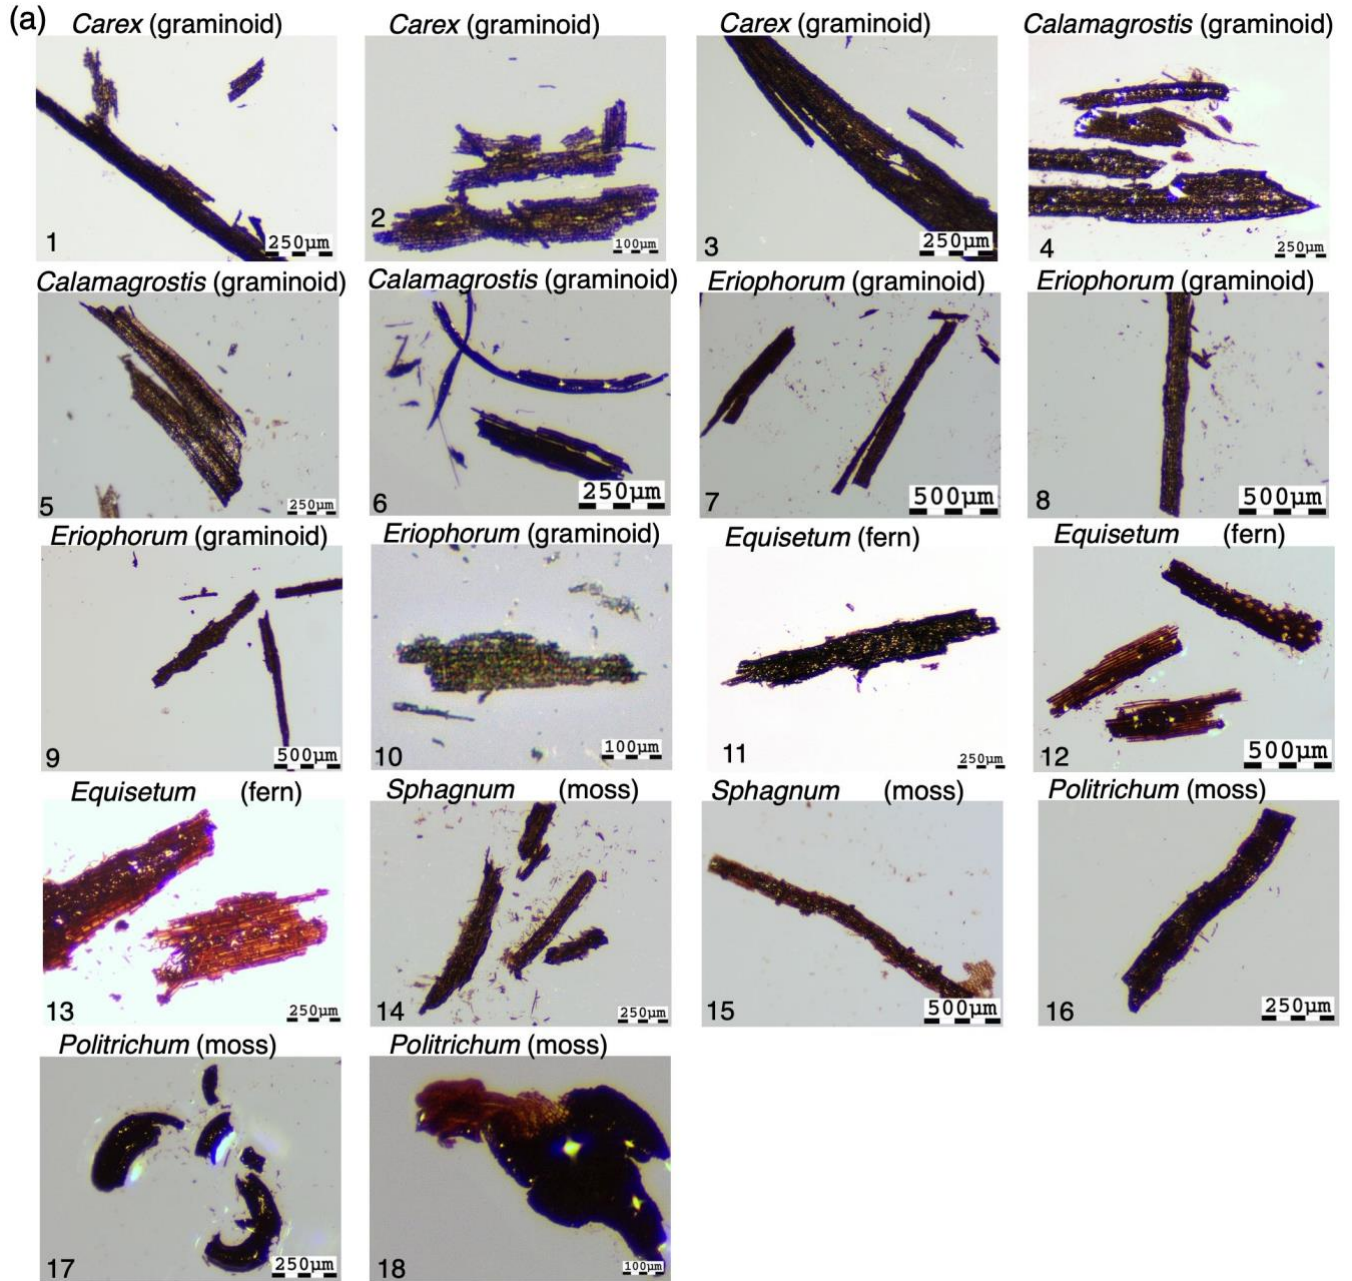 (a)
Carex (graminoid)
Carex (graminoid)
Carex (graminoid)
Calamagrostis (graminoid)
1
250µm
2
100µm
3
250µm
4
250µm
Calamagrostis (graminoid)
Calamagrostis (graminoid)
Eriophorum (graminoid)
Eriophorum (graminoid)
5
250µm
6
250µm
7
500µm
8
500µm
Eriophorum (graminoid)
Eriophorum (graminoid)
Equisetum (fern)
Equisetum (fern)
9
500µm
10
100µm
11
250µm
12
500µm
Equisetum (fern)
Sphagnum (moss)
Sphagnum (moss)
Politrichum (moss)
13
250µm
14
250µm
15
500µm
16
250µm
Politrichum (moss)
Politrichum (moss)
17
250µm
18
100µm